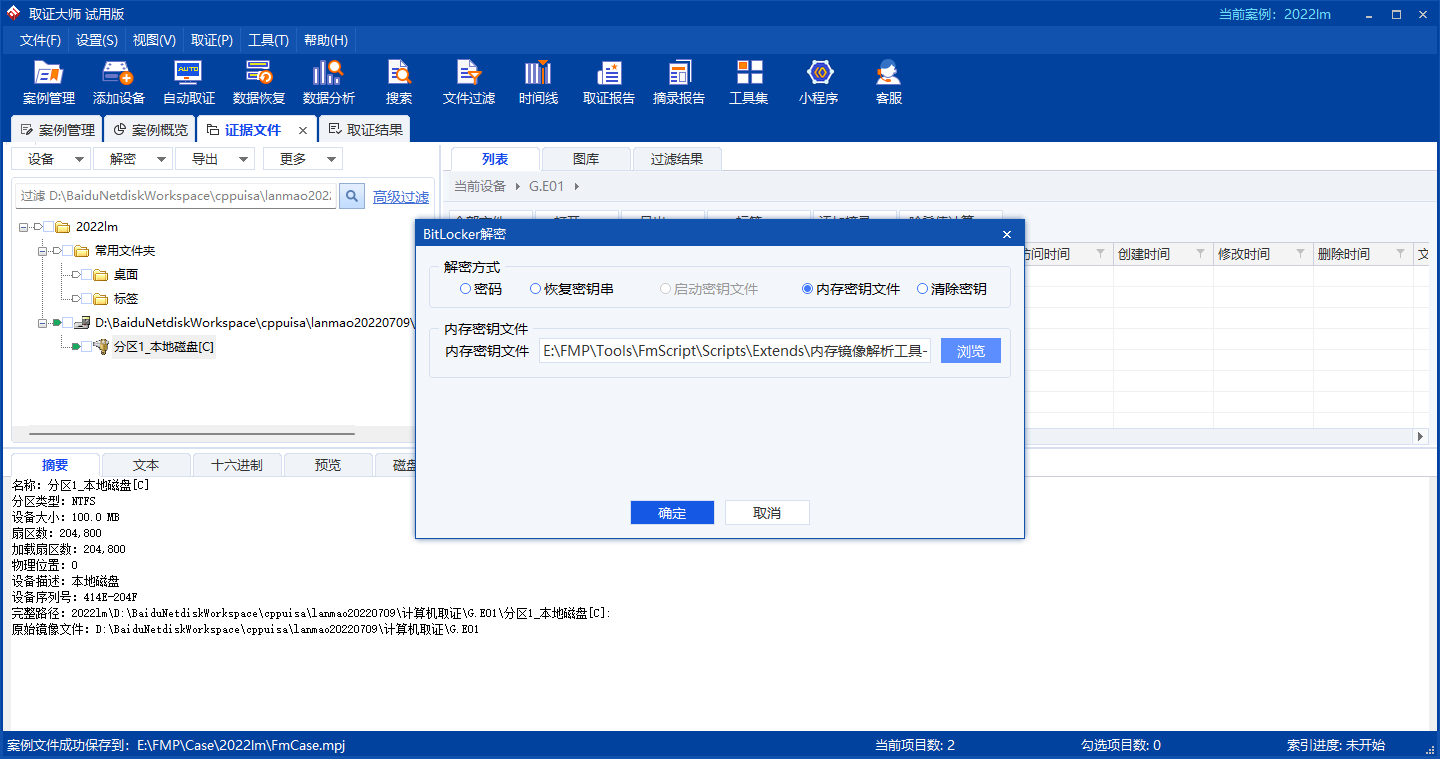 取证大师 试用版
当前案例: 2022lm
文件(F) 设置(S) 视图(V) 取证(P) 工具(T) 帮助(H)
AUTO
案例管理 添加设备 自动取证 数据恢复 数据分析 搜索 文件过滤 时间线 取证报告 摘录报告 工具集 小程序 客服
案例管理 案例概览 证据文件 取证结果
设备 解密 导出 更多
列表 图库 过滤结果
过滤 D:\BaiduNetdiskWorkspace\cppuisa\lanmao202
高级过滤
当前设备 G.E01
2022lm
常用文件夹
桌面
标签
D:\BaiduNetdiskWorkspace\cppuisa\lanmao20220709\
分区1_本地磁盘[C]
访问时间 创建时间 修改时间 删除时间 文
BitLocker解密
解密方式
密码 恢复密钥串 启动密钥文件 内存密钥文件 清除密钥
内存密钥文件
内存密钥文件 E:\FMP\Tools\FmScript\Scripts\Extends\内存镜像解析工具- 浏览
确定 取消
摘要 文本 十六进制 预览 磁盘
名称: 分区1_本地磁盘[C]
分区类型: NTFS
设备大小: 100.0 MB
扇区数: 204,800
加载扇区数: 204,800
物理位置: 0
设备描述: 本地磁盘
设备序列号: 414E-204F
完整路径: 2022lm\D:\BaiduNetdiskWorkspace\cppuisa\lanmao20220709\计算机取证\G.E01\分区1_本地磁盘[C]:
原始镜像文件: D:\BaiduNetdiskWorkspace\cppuisa\lanmao20220709\计算机取证\G.E01
案例文件成功保存到: E:\FMP\Case\2022lm\FmCase.mpj
当前项目数: 2
勾选项目数: 0
索引进度: 未开始